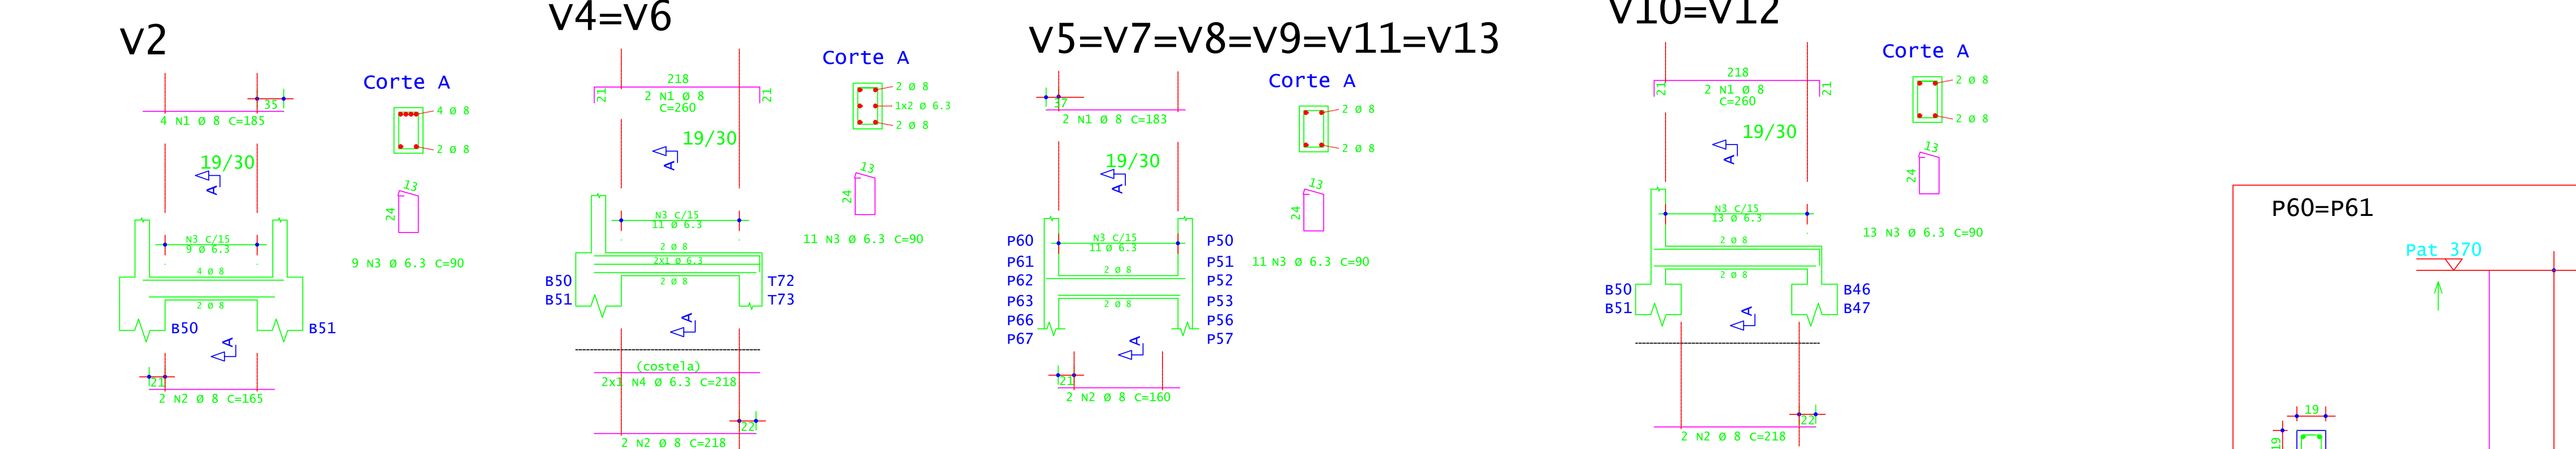 V2
Corte A
35
4 N1 Ø 8 C=185
4 Ø 8
2 Ø 8
19/30
A
13
24
N3 C/15
9 Ø 6.3
9 N3 Ø 6.3 C=90
4 Ø 8
2 Ø 8
B50
B51
A
21
2 N2 Ø 8 C=165
V4=V6
Corte A
218
21
21
2 N1 Ø 8
C=260
2 Ø 8
1x2 Ø 6.3
2 Ø 8
19/30
A
13
24
N3 C/15
11 Ø 6.3
11 N3 Ø 6.3 C=90
2 Ø 8
2x1 Ø 6.3
2 Ø 8
B50
B51
T72
T73
A
(costela)
2x1 N4 Ø 6.3 C=218
22
2 N2 Ø 8 C=218
V5=V7=V8=V9=V11=V13
Corte A
37
2 N1 Ø 8 C=183
2 Ø 8
2 Ø 8
19/30
A
13
24
N3 C/15
11 Ø 6.3
11 N3 Ø 6.3 C=90
2 Ø 8
2 Ø 8
P60
P61
P62
P63
P66
P67
P50
P51
P52
P53
P56
P57
A
21
2 N2 Ø 8 C=160
V10=V12
Corte A
218
21
21
2 N1 Ø 8
C=260
2 Ø 8
2 Ø 8
19/30
A
13
24
N3 C/15
13 Ø 6.3
13 N3 Ø 6.3 C=90
2 Ø 8
2 Ø 8
B50
B51
B46
B47
A
22
2 N2 Ø 8 C=218
P60=P61
Pat 370
19
19